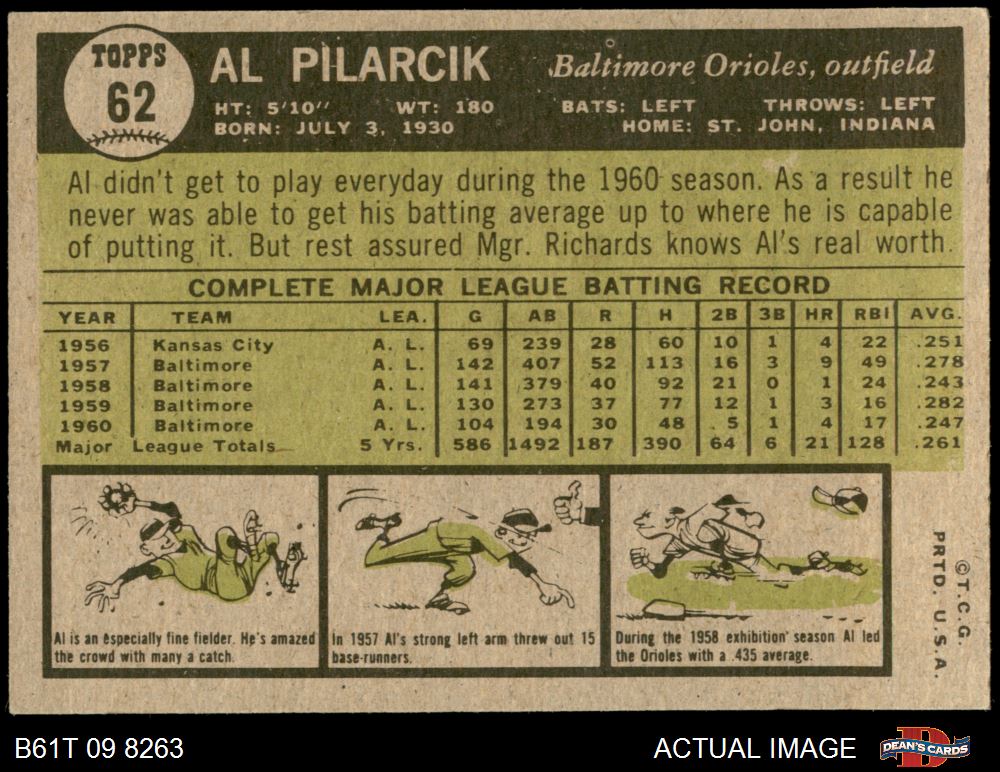 TOPPS
62
AL PILARCIK
Baltimore Orioles, outfield
HT: 5'10" WT: 180 BATS: LEFT THROWS: LEFT
BORN: JULY 3, 1930 HOME: ST. JOHN, INDIANA
Al didn't get to play everyday during the 1960 season. As a result he
never was able to get his batting average up to where he is capable
of putting it. But rest assured Mgr. Richards knows Al's real worth.
COMPLETE MAJOR LEAGUE BATTING RECORD
YEAR TEAM LEA. G AB R H 2B 3B HR RBI AVG.
1956 Kansas City A. L. 69 239 28 60 10 1 4 22 .251
1957 Baltimore A. L. 142 407 52 113 16 3 9 49 .278
1958 Baltimore A. L. 141 379 40 92 21 0 1 24 .243
1959 Baltimore A. L. 130 273 37 77 12 1 3 16 .282
1960 Baltimore A. L. 104 194 30 48 5 1 4 17 .247
Major League Totals 5 Yrs. 586 1492 187 390 64 6 21 128 .261
Al is an especially fine fielder. He's amazed
the crowd with many a catch.
In 1957 Al's strong left arm threw out 15
base-runners.
During the 1958 exhibition season Al led
the Orioles with a .435 average.
©T.C.G.
PRTD. U.S.A.
B61T 09 8263
ACTUAL IMAGE
DEAN'S CARDS